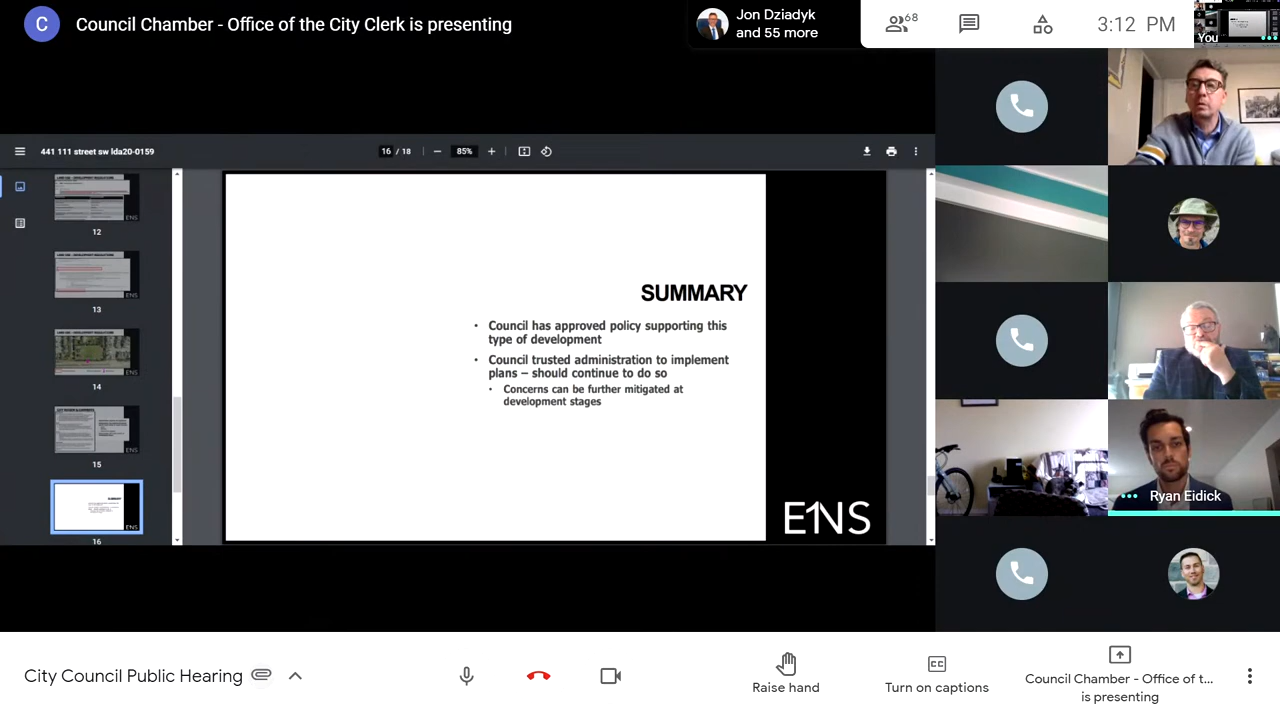 C
Council Chamber - Office of the City Clerk is presenting
Jon Dziadyk
and 55 more
68
3:12 PM
You
441 111 street sw lda20-0159
16 / 18
85%
12
13
14
15
16
SUMMARY
• Council has approved policy supporting this
type of development
• Council trusted administration to implement
plans – should continue to do so
• Concerns can be further mitigated at
development stages
ENS
Ryan Eidick
City Council Public Hearing
Raise hand
CC
Turn on captions
Council Chamber - Office of t...
is presenting